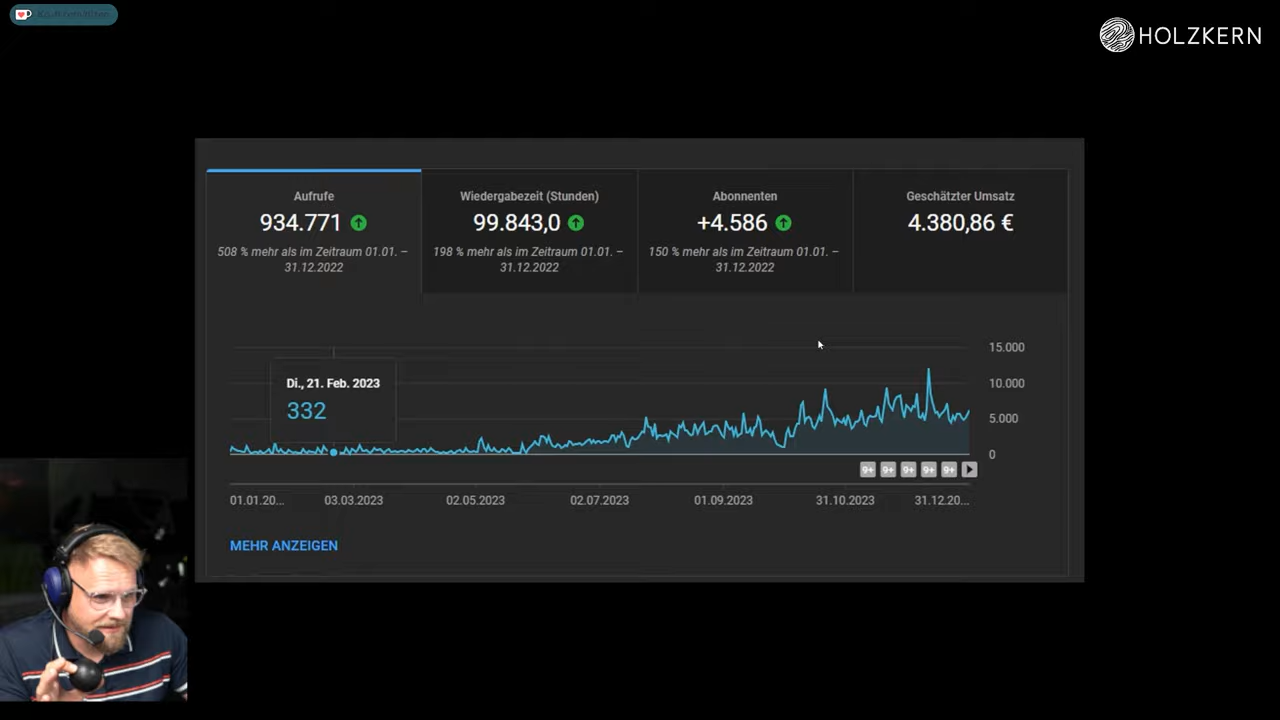 HOLZKERN
Aufrufe
934.771
508 % mehr als im Zeitraum 01.01. –
31.12.2022
Wiedergabezeit (Stunden)
99.843,0
198 % mehr als im Zeitraum 01.01. –
31.12.2022
Abonnenten
+4.586
150 % mehr als im Zeitraum 01.01. –
31.12.2022
Geschätzter Umsatz
4.380,86 €
Di., 21. Feb. 2023
332
15.000
10.000
5.000
0
9+ 9+ 9+ 9+ 9+
01.01.20... 03.03.2023 02.05.2023 02.07.2023 01.09.2023 31.10.2023 31.12.20...
MEHR ANZEIGEN